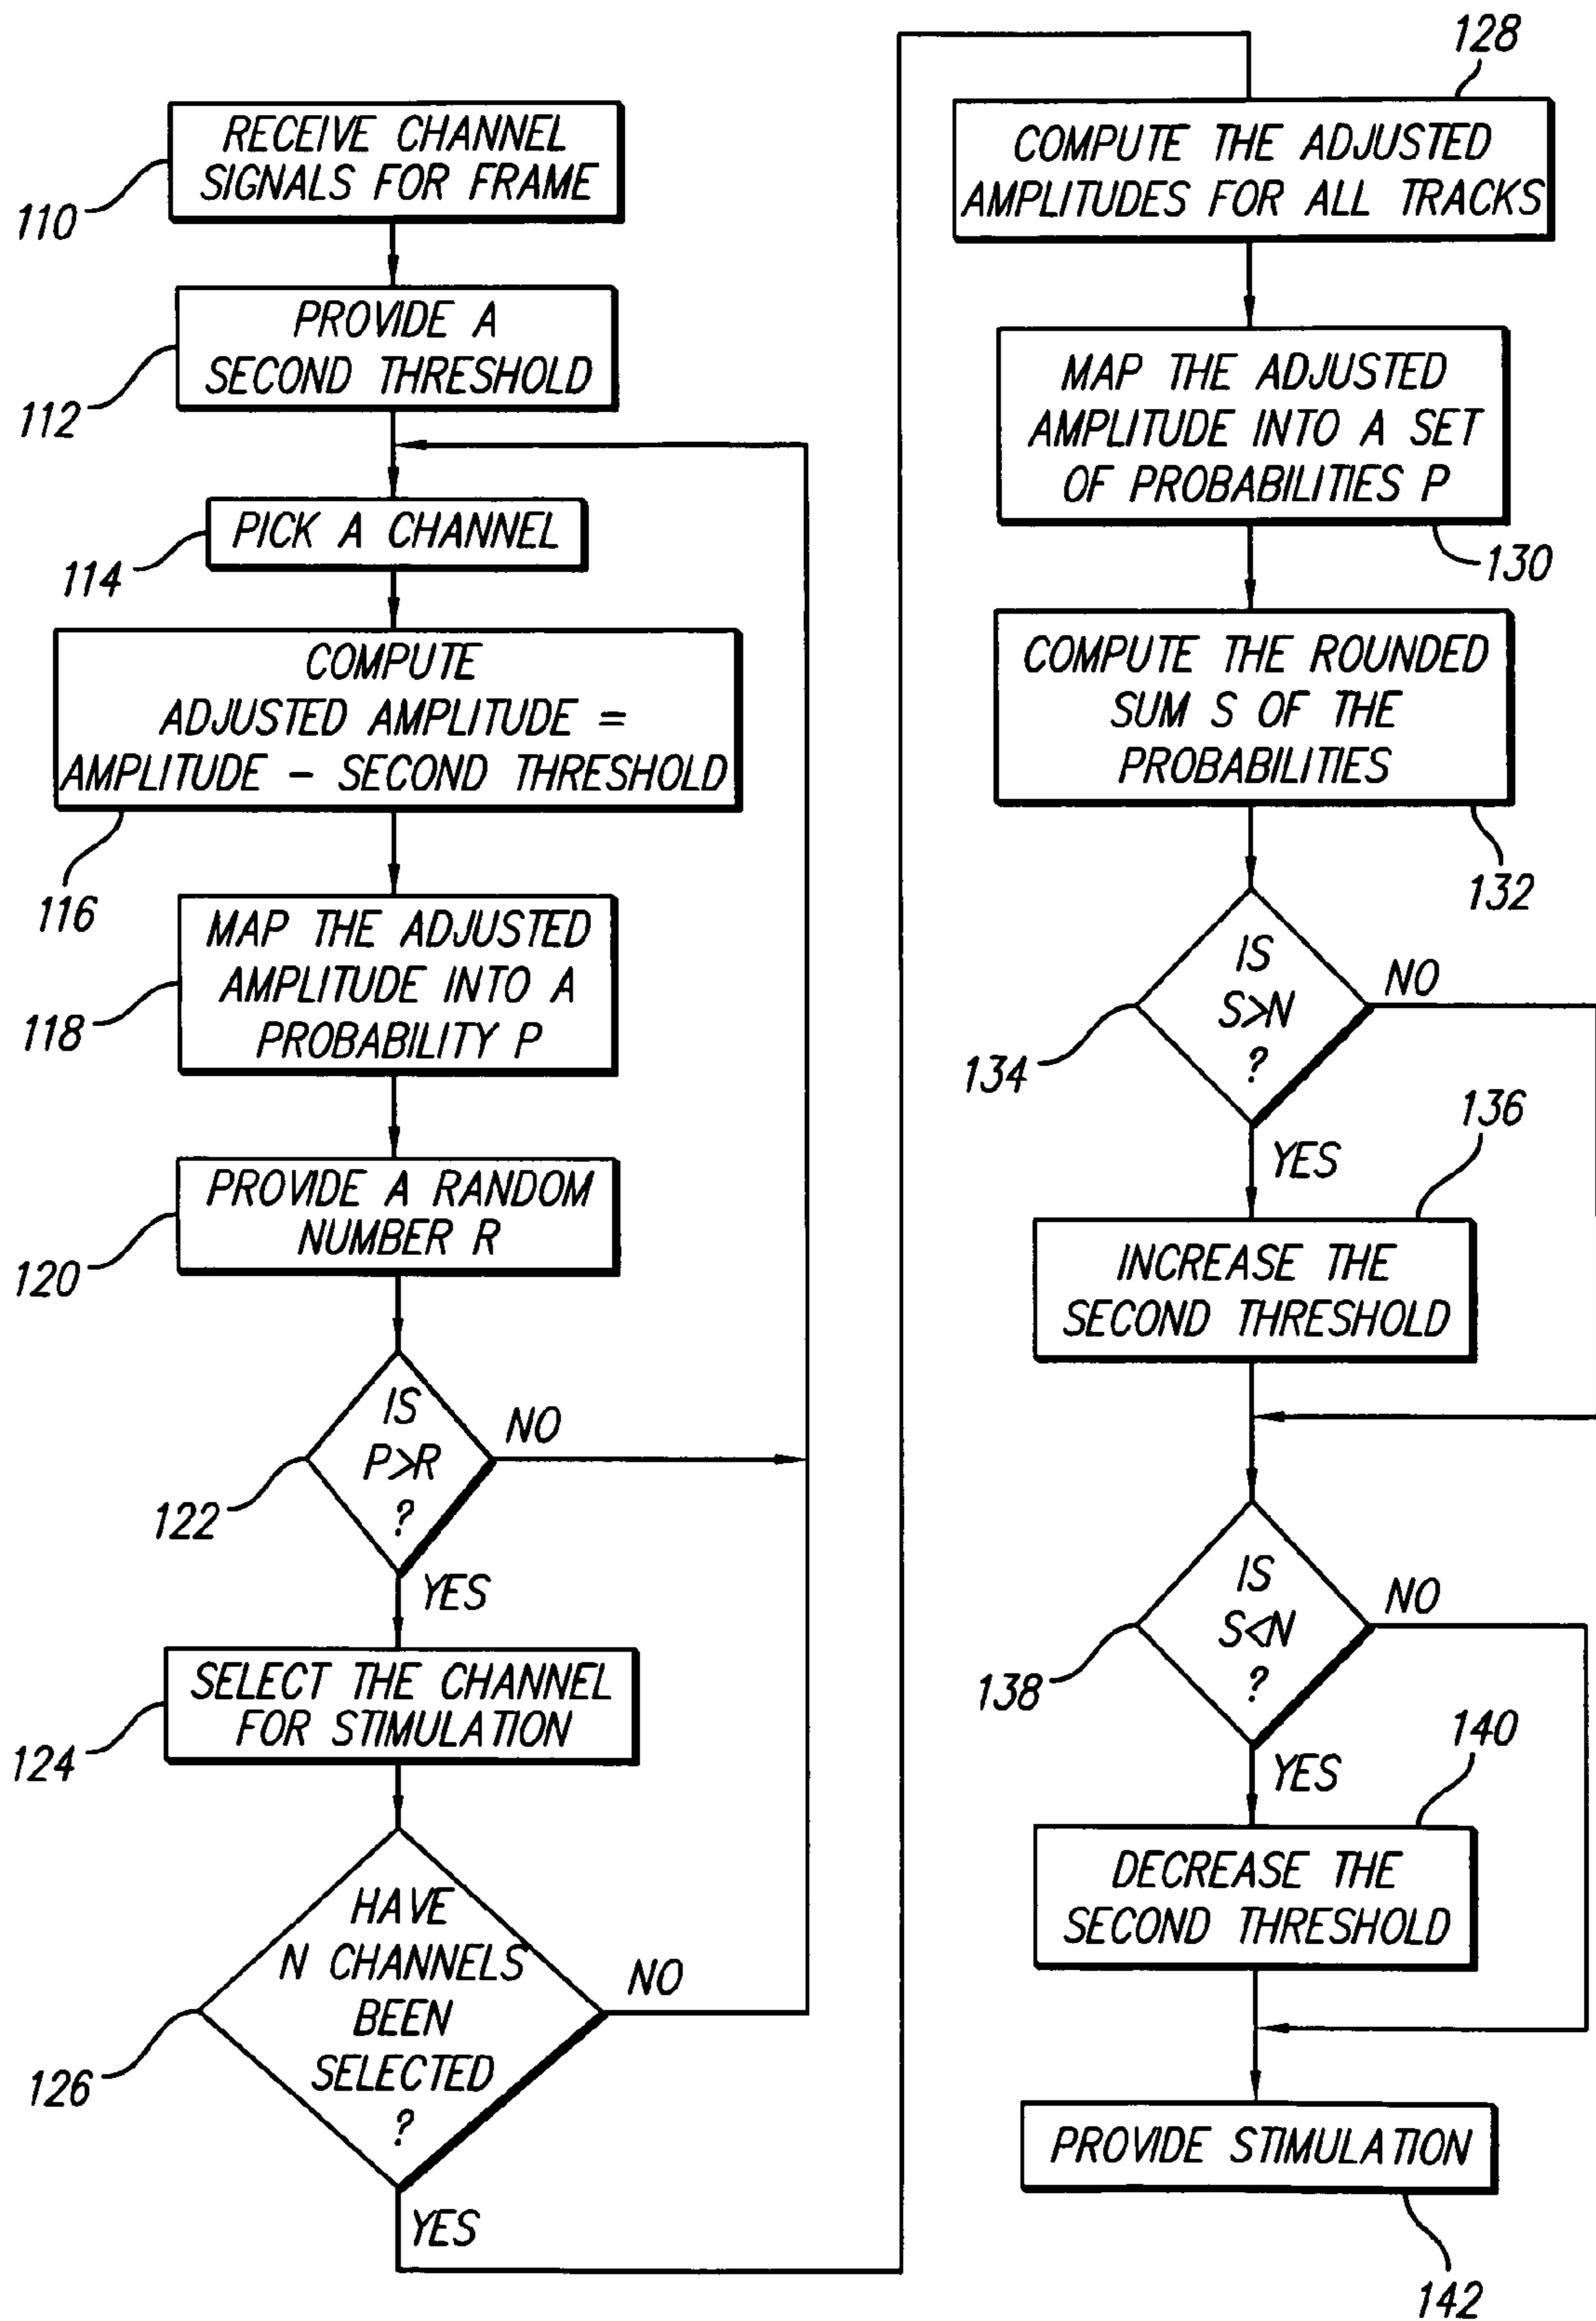 RECEIVE CHANNEL
SIGNALS FOR FRAME
110
PROVIDE A
SECOND THRESHOLD
112
PICK A CHANNEL
114
COMPUTE
ADJUSTED AMPLITUDE =
AMPLITUDE - SECOND THRESHOLD
116
MAP THE ADJUSTED
AMPLITUDE INTO A
PROBABILITY P
118
PROVIDE A RANDOM
NUMBER R
120
IS
P>R
?
NO
122
YES
SELECT THE CHANNEL
FOR STIMULATION
124
HAVE
N CHANNELS
BEEN
SELECTED
?
NO
126
YES
128
COMPUTE THE ADJUSTED
AMPLITUDES FOR ALL TRACKS
MAP THE ADJUSTED
AMPLITUDE INTO A SET
OF PROBABILITIES P
130
COMPUTE THE ROUNDED
SUM S OF THE
PROBABILITIES
132
IS
S>N
?
NO
134
YES
136
INCREASE THE
SECOND THRESHOLD
IS
S<N
?
NO
138
YES
140
DECREASE THE
SECOND THRESHOLD
PROVIDE STIMULATION
142